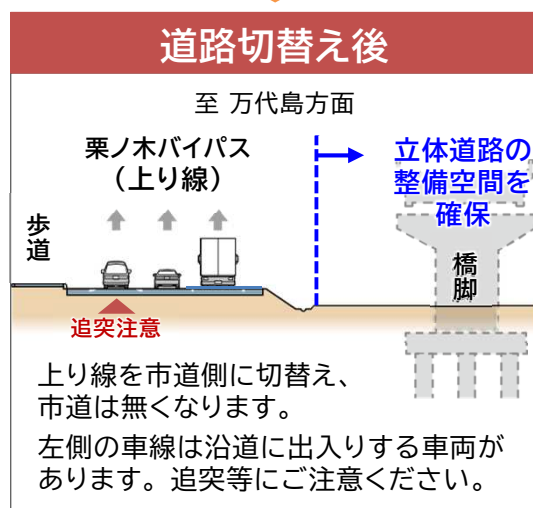 道路切替え後
至 万代島方面
栗ノ木バイパス
（上り線）
立体道路の
整備空間を
確保
歩道
橋脚
追突注意
上り線を市道側に切替え、
市道は無くなります。
左側の車線は沿道に出入りする車両が
あります。追突等にご注意ください。